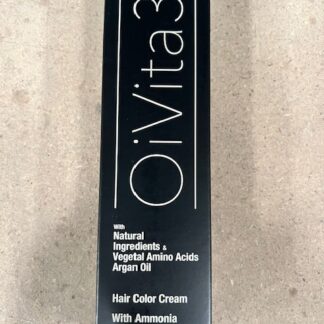 OiVita3
With
Natural
Ingredients &
Vegetal Amino Acids
Argan Oil
Hair Color Cream
With Ammonia